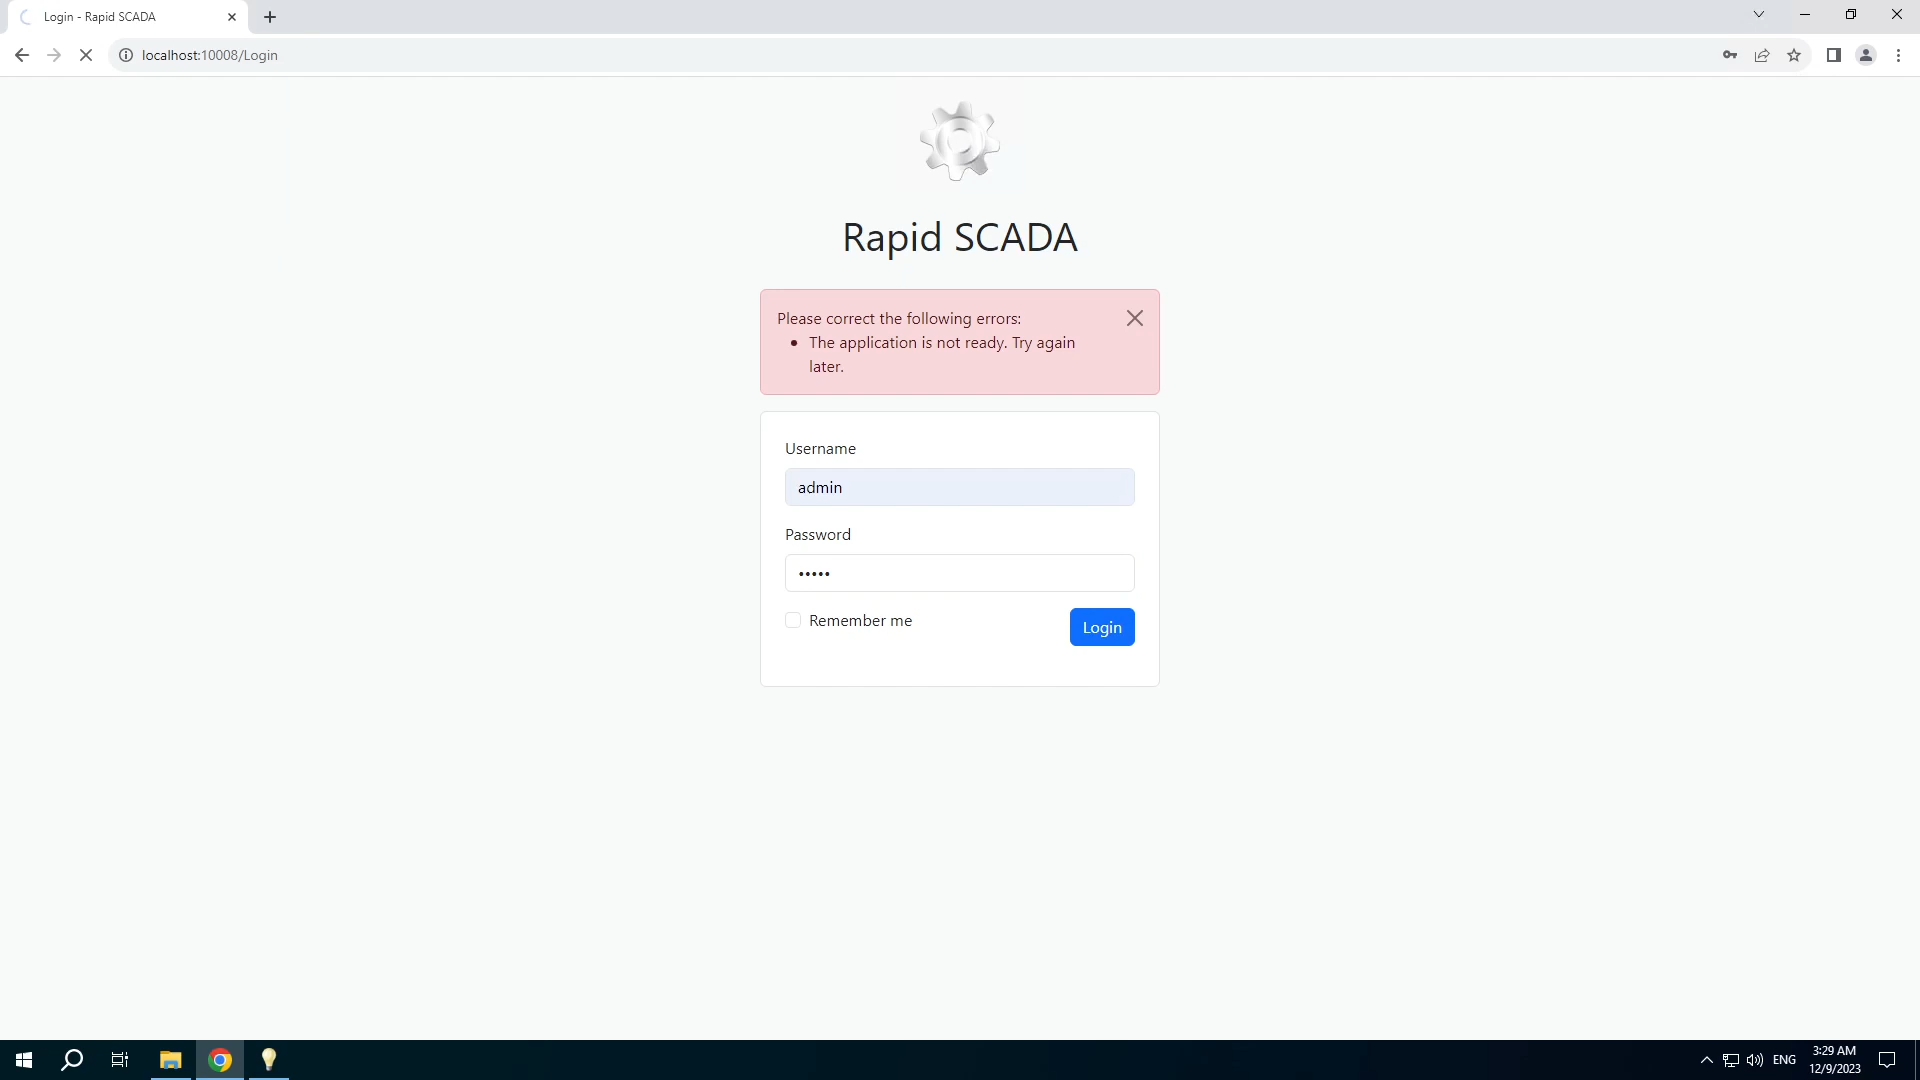 Login - Rapid SCADA
localhost:10008/Login
Rapid SCADA
Please correct the following errors:
The application is not ready. Try again
later.
Username
admin
Password
•••••
Remember me
Login
ENG
3:29 AM
12/9/2023